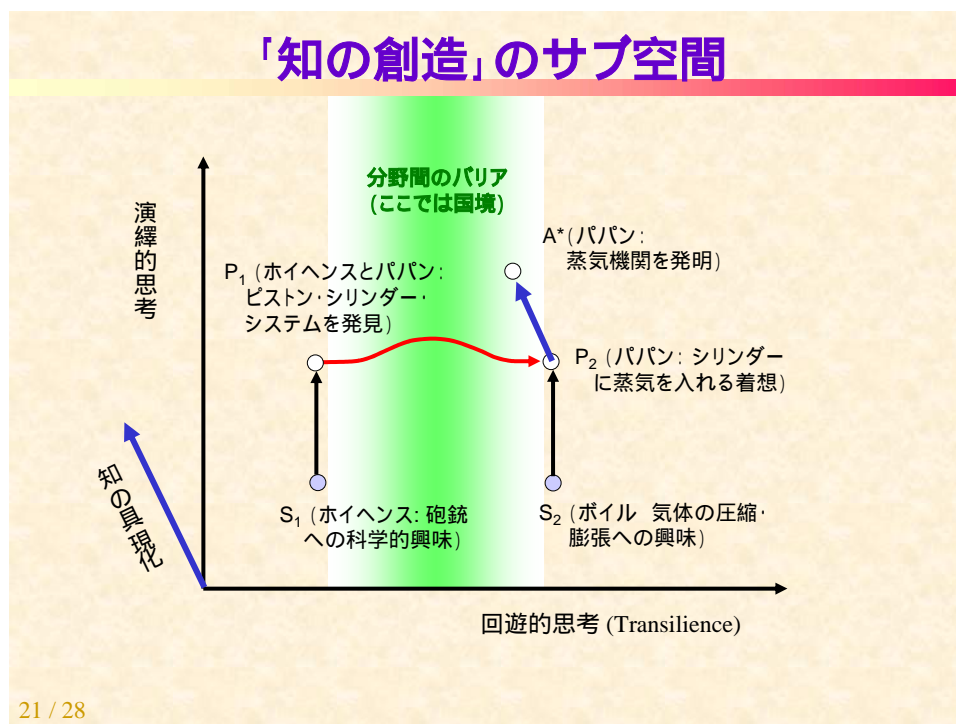 「知の創造」のサブ空間
分野間のバリア
(ここでは国境)
演繹的思考
A*(パパン:
蒸気機関を発明)
P1 (ホイヘンスとパパン:
ピストン・シリンダー・
システムを発見)
P2 (パパン: シリンダー
に蒸気を入れる着想)
知の具現化
S1 (ホイヘンス: 砲銃
への科学的興味)
S2 (ボイル 気体の圧縮・
膨張への興味)
回遊的思考 (Transilience)
21 / 28